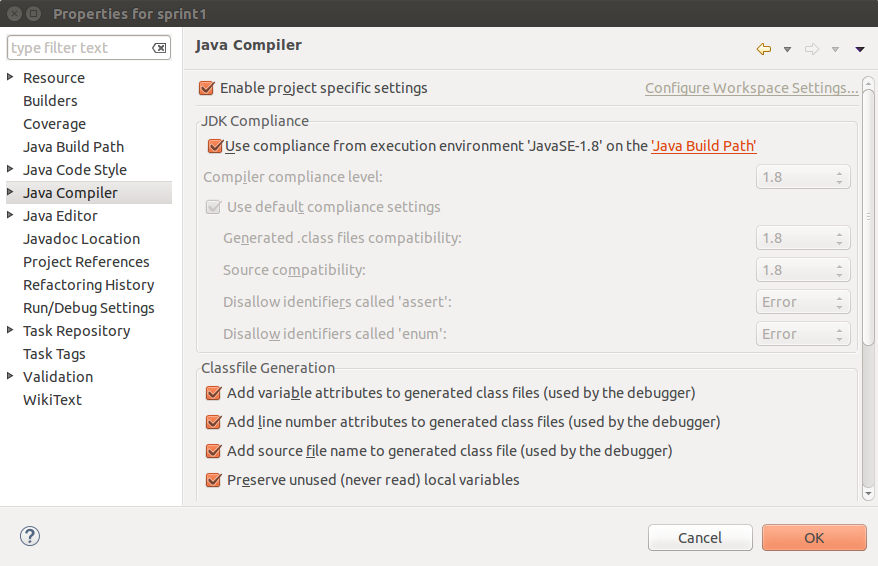 Properties for sprint1
type filter text
Resource
Builders
Coverage
Java Build Path
Java Code Style
Java Compiler
Java Editor
Javadoc Location
Project References
Refactoring History
Run/Debug Settings
Task Repository
Task Tags
Validation
WikiText
Java Compiler
Enable project specific settings
Configure Workspace Settings...
JDK Compliance
Use compliance from execution environment 'JavaSE-1.8' on the 'Java Build Path'
Compiler compliance level: 1.8
Use default compliance settings
Generated .class files compatibility: 1.8
Source compatibility: 1.8
Disallow identifiers called 'assert': Error
Disallow identifiers called 'enum': Error
Classfile Generation
Add variable attributes to generated class files (used by the debugger)
Add line number attributes to generated class files (used by the debugger)
Add source file name to generated class file (used by the debugger)
Preserve unused (never read) local variables
?
Cancel
OK